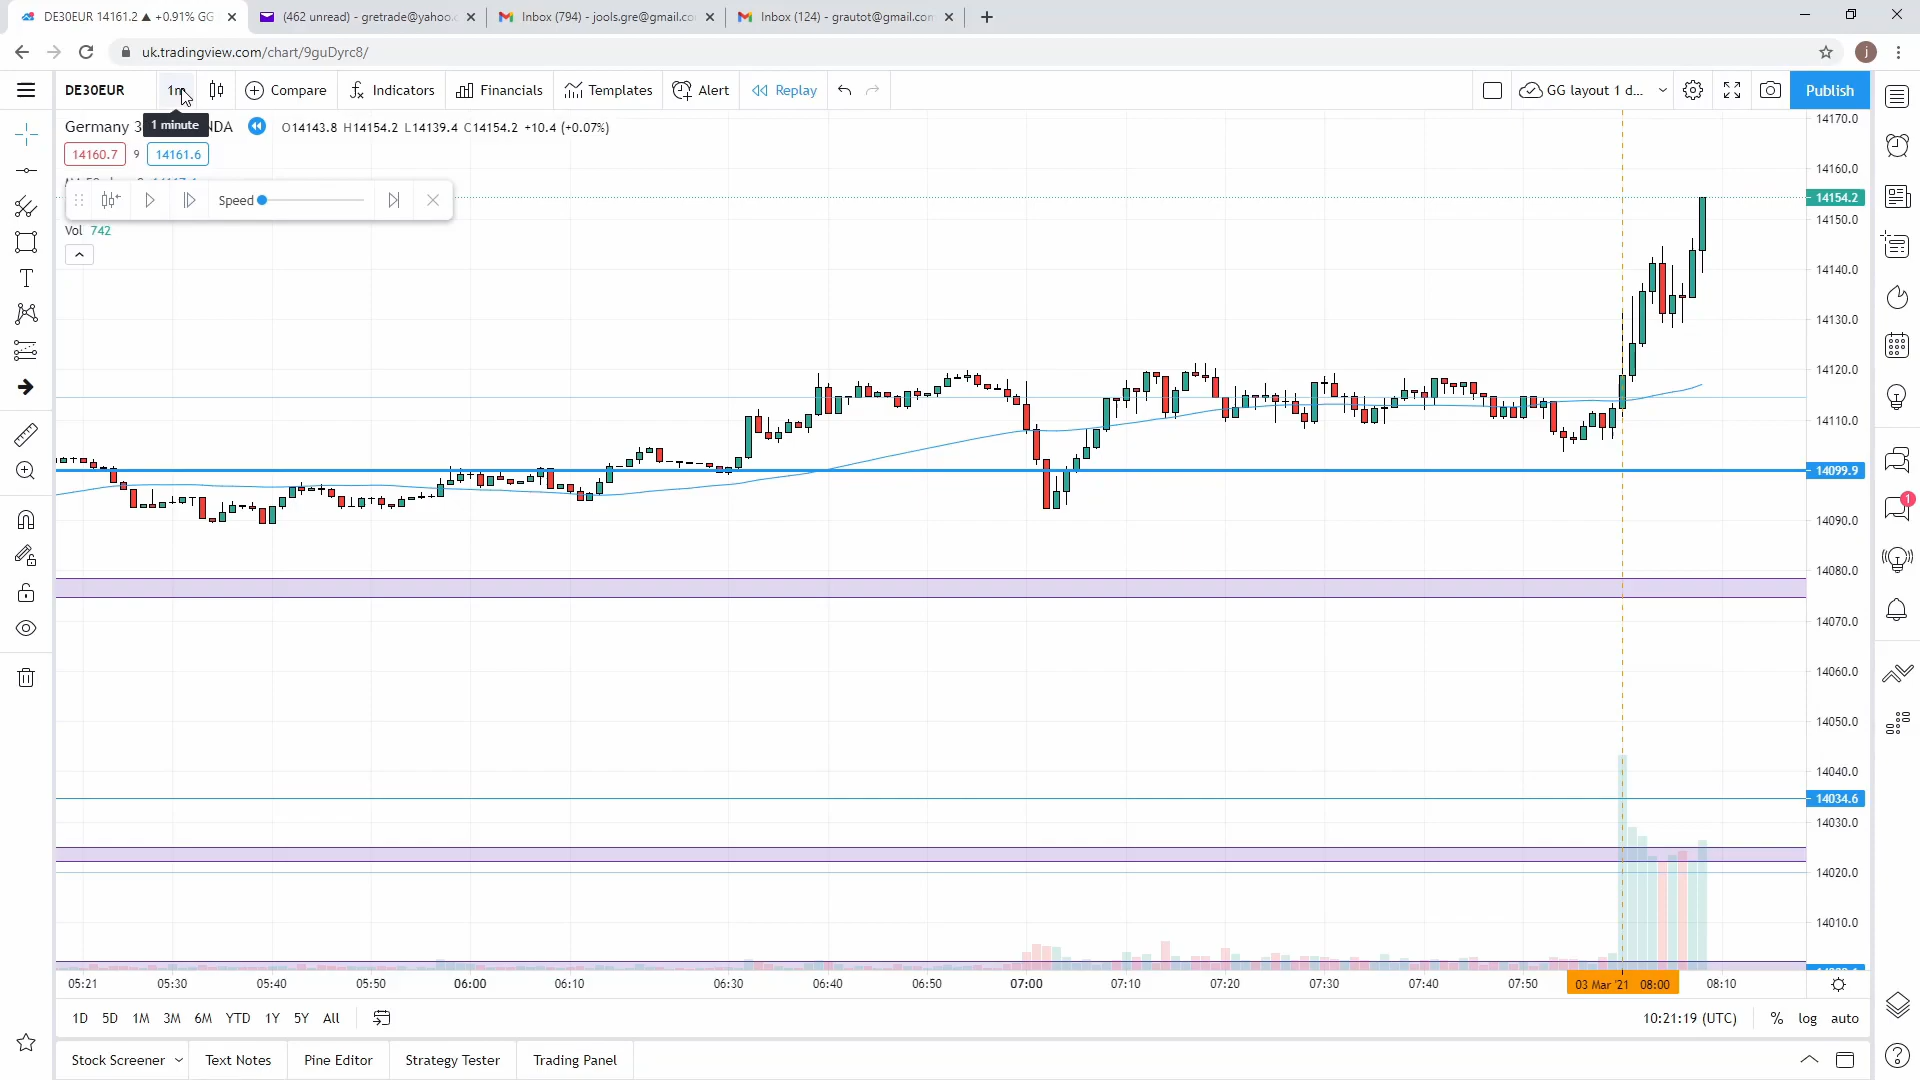 DE30EUR 14161.2 ▲ +0.91% GG
(462 unread) - gretrade@yahoo.c
Inbox (794) - jools.gre@gmail.co
Inbox (124) - grautot@gmail.com
uk.tradingview.com/chart/9guDyrc8/
j
DE30EUR
1m
Compare
Indicators
Financials
Templates
Alert
Replay
GG layout 1 d...
Publish
1 minute
Germany 3 NDA
O14143.8 H14154.2 L14139.4 C14154.2 +10.4 (+0.07%)
14160.7 9 14161.6
Speed
Vol 742
14170.0
14160.0
14154.2
14150.0
14140.0
14130.0
14120.0
14110.0
14099.9
14090.0
14080.0
14070.0
14060.0
14050.0
14040.0
14034.6
14030.0
14020.0
14010.0
1
05:21 05:30 05:40 05:50 06:00 06:10 06:30 06:40 06:50 07:00 07:10 07:20 07:30 07:40 07:50 03 Mar '21 08:00 08:10
1D 5D 1M 3M 6M YTD 1Y 5Y All
10:21:19 (UTC) % log auto
Stock Screener Text Notes Pine Editor Strategy Tester Trading Panel